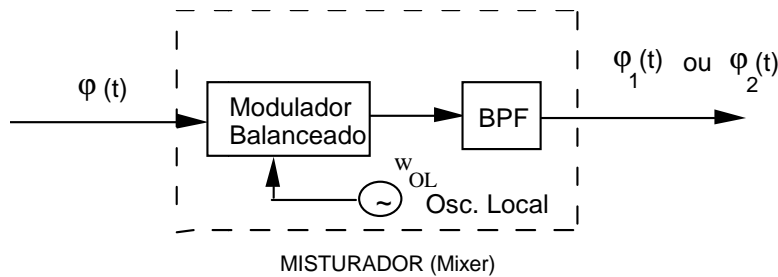 φ(t)
Modulador
Balanceado
BPF
φ1(t) ou φ2(t)
wOL
~
Osc. Local
MISTURADOR (Mixer)